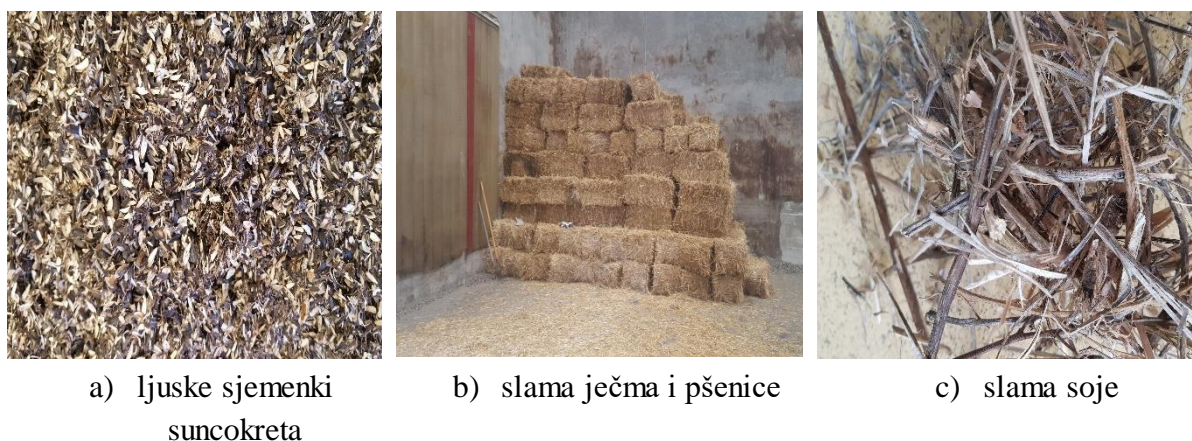 a) ljuske sjemenki
suncokreta
b) slama ječma i pšenice
c) slama soje